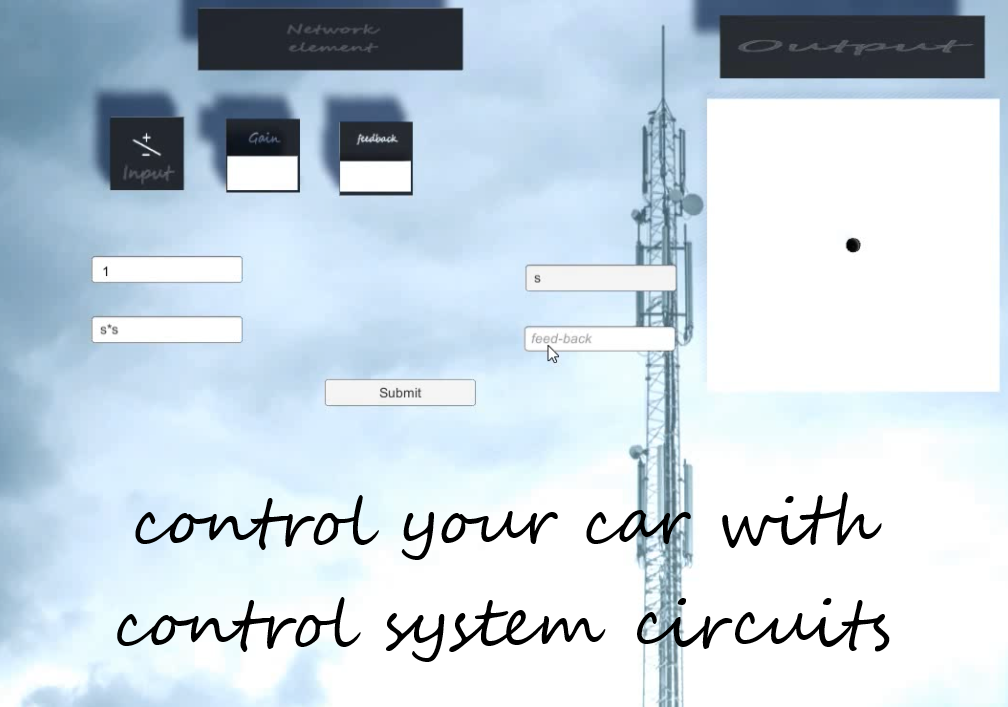 Network
element
Output
+
-
Input
Gain
feedback
1
s
s*s
feed-back
Submit
control your car with
control system circuits